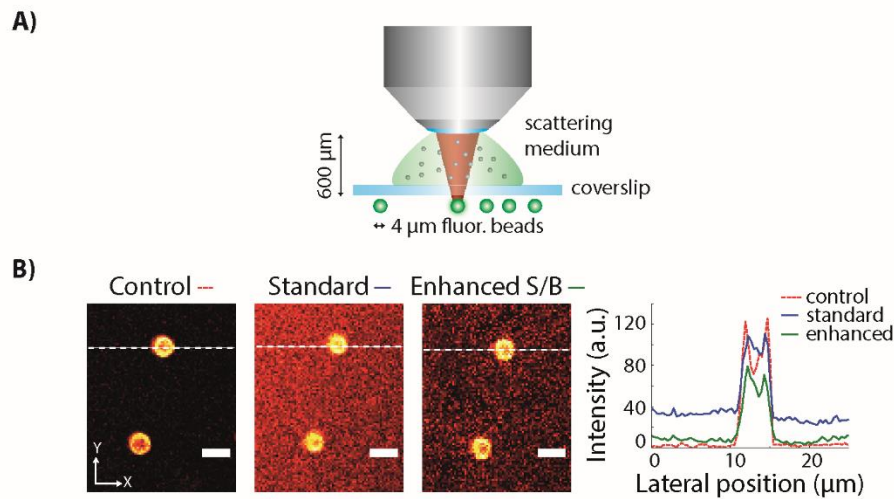 A)
600 µm
scattering
medium
coverslip
↔ 4 µm fluor. beads
B)
Control
Standard
Enhanced S/B
Y
X
control
standard
enhanced
Intensity (a.u.)
120
80
40
0
0
10
20
Lateral position (µm)